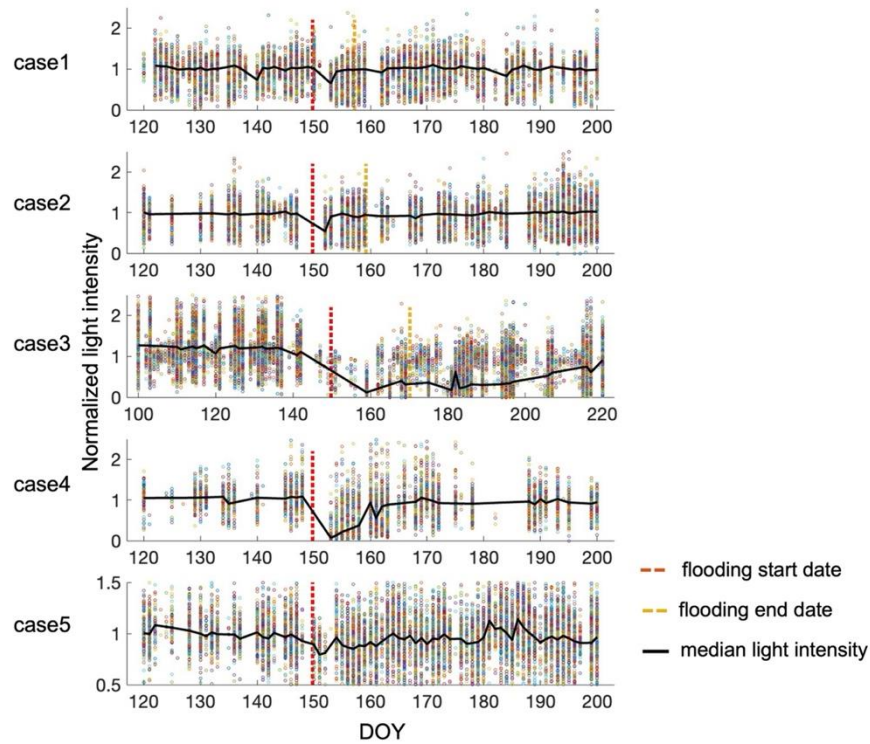 case1
2
1
0
120 130 140 150 160 170 180 190 200
case2
2
1
0
120 130 140 150 160 170 180 190 200
Normalized light intensity
case3
2
1
0
100 120 140 160 180 200 220
case4
2
1
0
120 130 140 150 160 170 180 190 200
case5
1.5
1
0.5
120 130 140 150 160 170 180 190 200
DOY
flooding start date
flooding end date
median light intensity